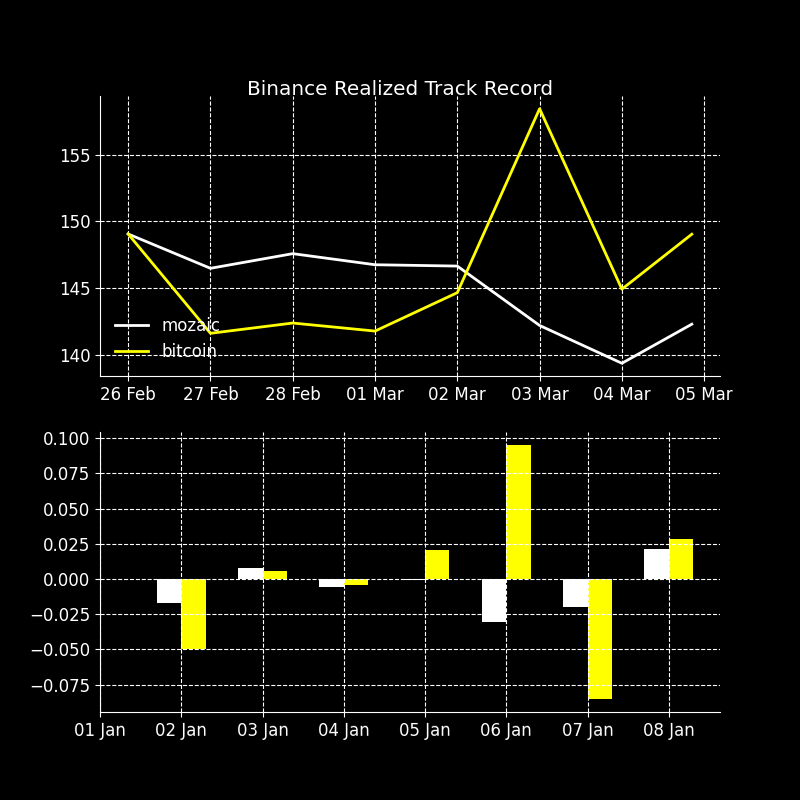 Binance Realized Track Record
155
150
145
140
mozaic
bitcoin
26 Feb 27 Feb 28 Feb 01 Mar 02 Mar 03 Mar 04 Mar 05 Mar
0.100
0.075
0.050
0.025
0.000
−0.025
−0.050
−0.075
01 Jan 02 Jan 03 Jan 04 Jan 05 Jan 06 Jan 07 Jan 08 Jan